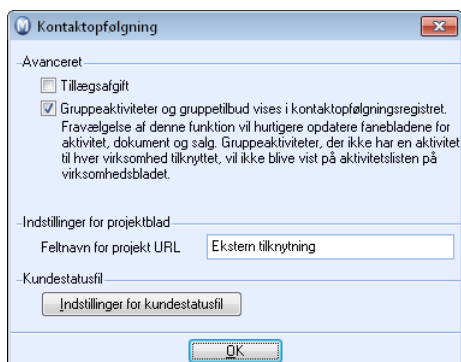 Kontaktopfølgning
Avanceret
Tillægsafgift
Gruppeaktiviteter og gruppetilbud vises i kontaktopfølgningsregistret.
Fravælgelse af denne funktion vil hurtigere opdatere fanebladene for
aktivitet, dokument og salg. Gruppeaktiviteter, der ikke har en aktivitet
til hver virksomhed tilknyttet, vil ikke blive vist på aktivitetslisten på
virksomhedsbladet.
Indstillinger for projektblad
Feltnavn for projekt URL Ekstern tilknytning
Kundestatusfil
Indstillinger for kundestatusfil
OK